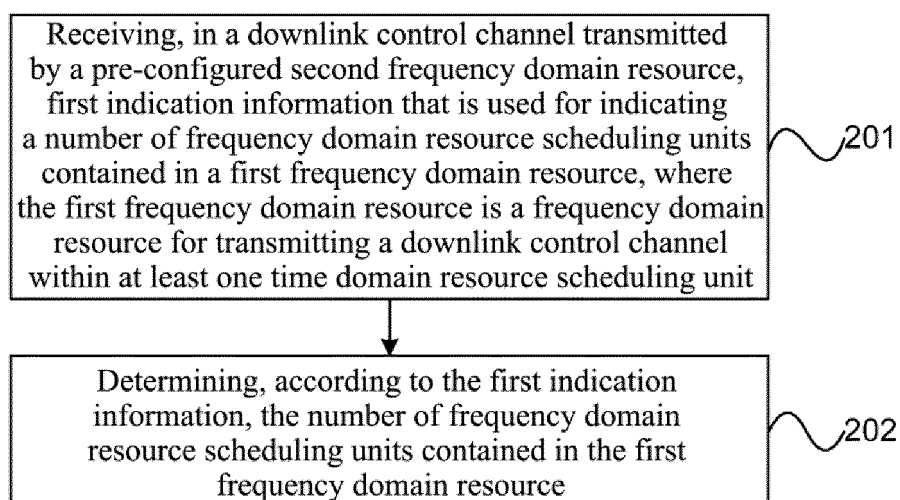 Receiving, in a downlink control channel transmitted
by a pre-configured second frequency domain resource,
first indication information that is used for indicating
a number of frequency domain resource scheduling units
contained in a first frequency domain resource, where
the first frequency domain resource is a frequency domain
resource for transmitting a downlink control channel
within at least one time domain resource scheduling unit
201
Determining, according to the first indication
information, the number of frequency domain
resource scheduling units contained in the first
frequency domain resource
202